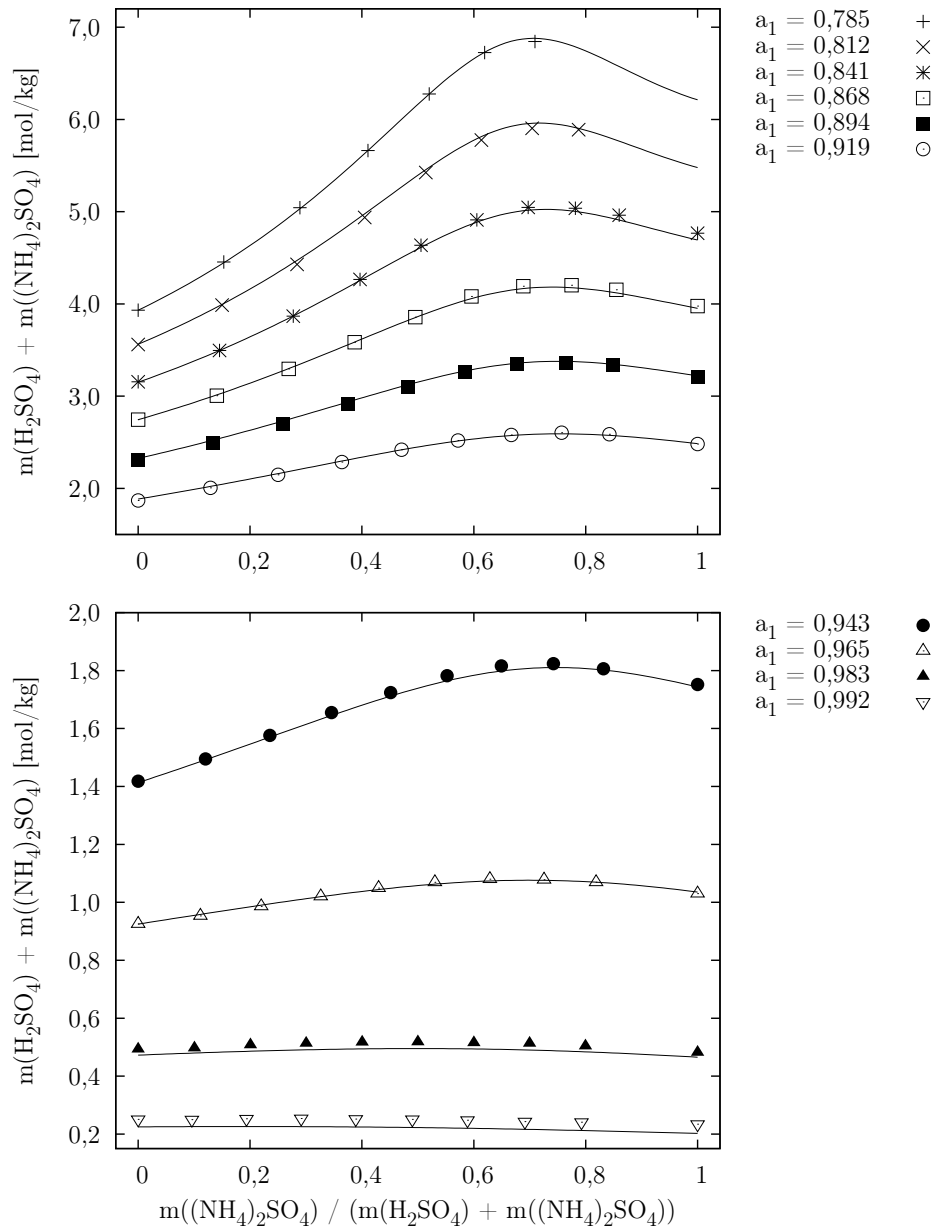 7,0
6,0
5,0
4,0
3,0
2,0
m(H₂SO₄) + m((NH₄)₂SO₄) [mol/kg]
0 0,2 0,4 0,6 0,8 1
a₁ = 0,785
a₁ = 0,812
a₁ = 0,841
a₁ = 0,868
a₁ = 0,894
a₁ = 0,919
2,0
1,8
1,6
1,4
1,2
1,0
0,8
0,6
0,4
0,2
m(H₂SO₄) + m((NH₄)₂SO₄) [mol/kg]
0 0,2 0,4 0,6 0,8 1
m((NH₄)₂SO₄) / (m(H₂SO₄) + m((NH₄)₂SO₄))
a₁ = 0,943
a₁ = 0,965
a₁ = 0,983
a₁ = 0,992